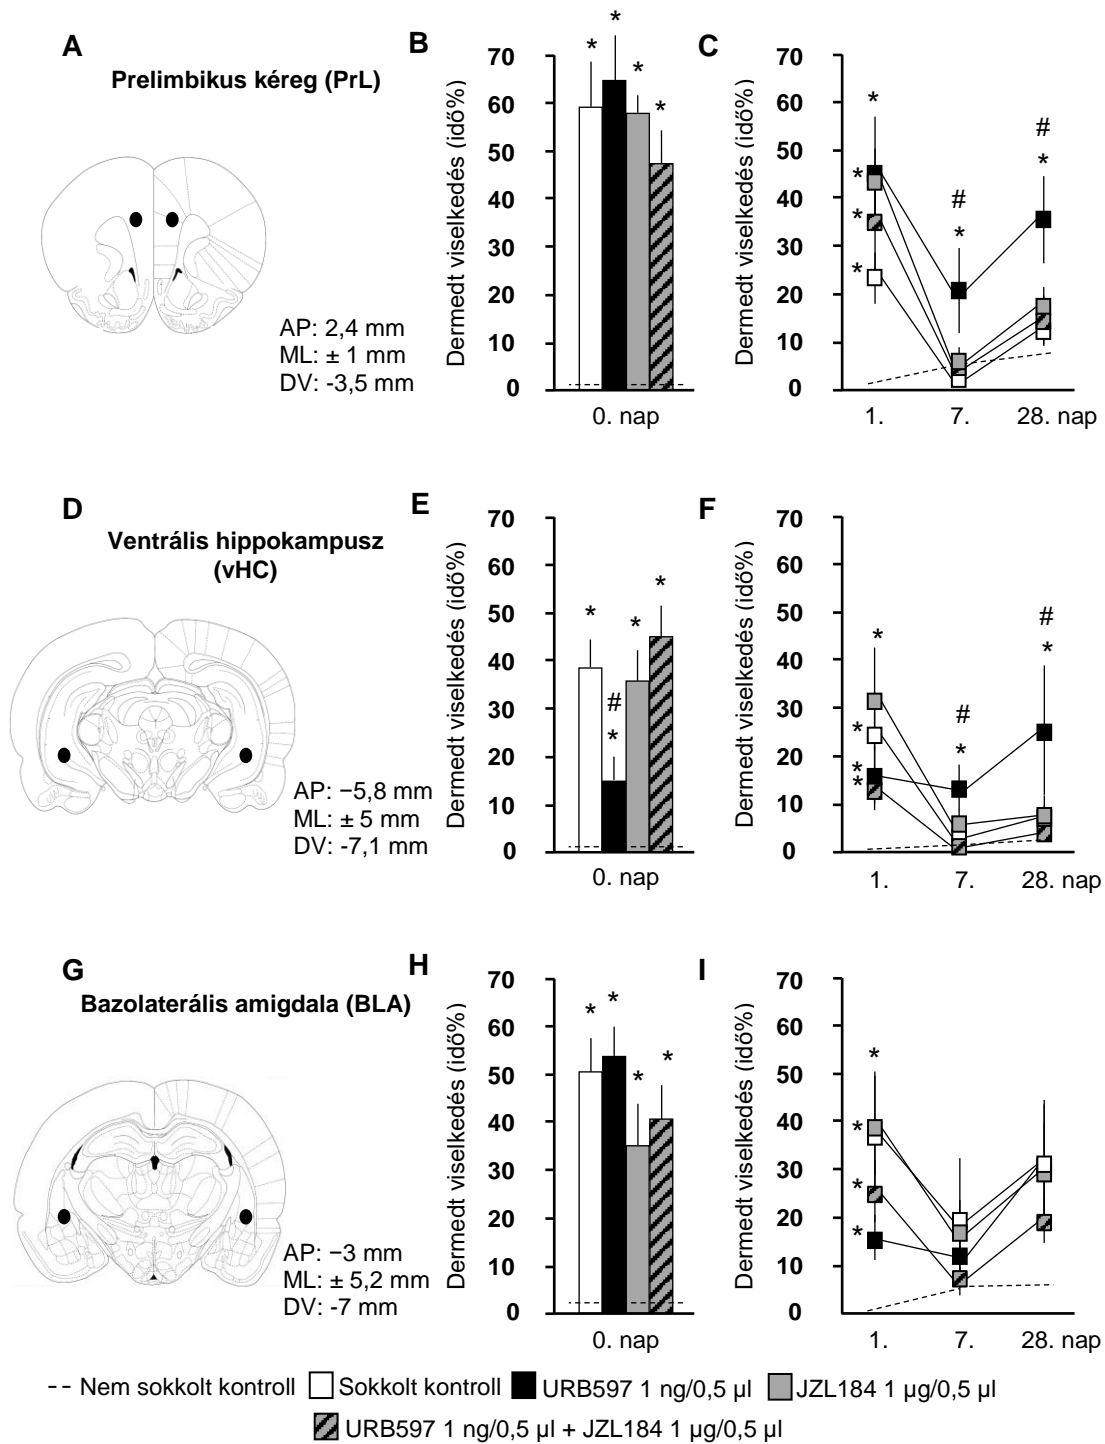 A
Prelimbikus kéreg (PrL)
AP: 2,4 mm
ML: ± 1 mm
DV: -3,5 mm
B
Dermedt viselkedés (idő%)
70
60
50
40
30
20
10
0
*
*
*
*
0. nap
C
Dermedt viselkedés (idő%)
70
60
50
40
30
20
10
0
*
*
*
*
#
*
#
*
1. 7. 28. nap
D
Ventrális hippokampusz
(vHC)
AP: −5,8 mm
ML: ± 5 mm
DV: -7,1 mm
E
Dermedt viselkedés (idő%)
70
60
50
40
30
20
10
0
*
#
*
*
*
0. nap
F
Dermedt viselkedés (idő%)
70
60
50
40
30
20
10
0
*
*
*
*
#
*
#
*
1. 7. 28. nap
G
Bazolaterális amigdala (BLA)
AP: −3 mm
ML: ± 5,2 mm
DV: -7 mm
H
Dermedt viselkedés (idő%)
70
60
50
40
30
20
10
0
*
*
*
*
0. nap
I
Dermedt viselkedés (idő%)
70
60
50
40
30
20
10
0
*
*
*
*
1. 7. 28. nap
-- Nem sokkolt kontroll Sokkolt kontroll URB597 1 ng/0,5 µl JZL184 1 µg/0,5 µl
URB597 1 ng/0,5 µl + JZL184 1 µg/0,5 µl